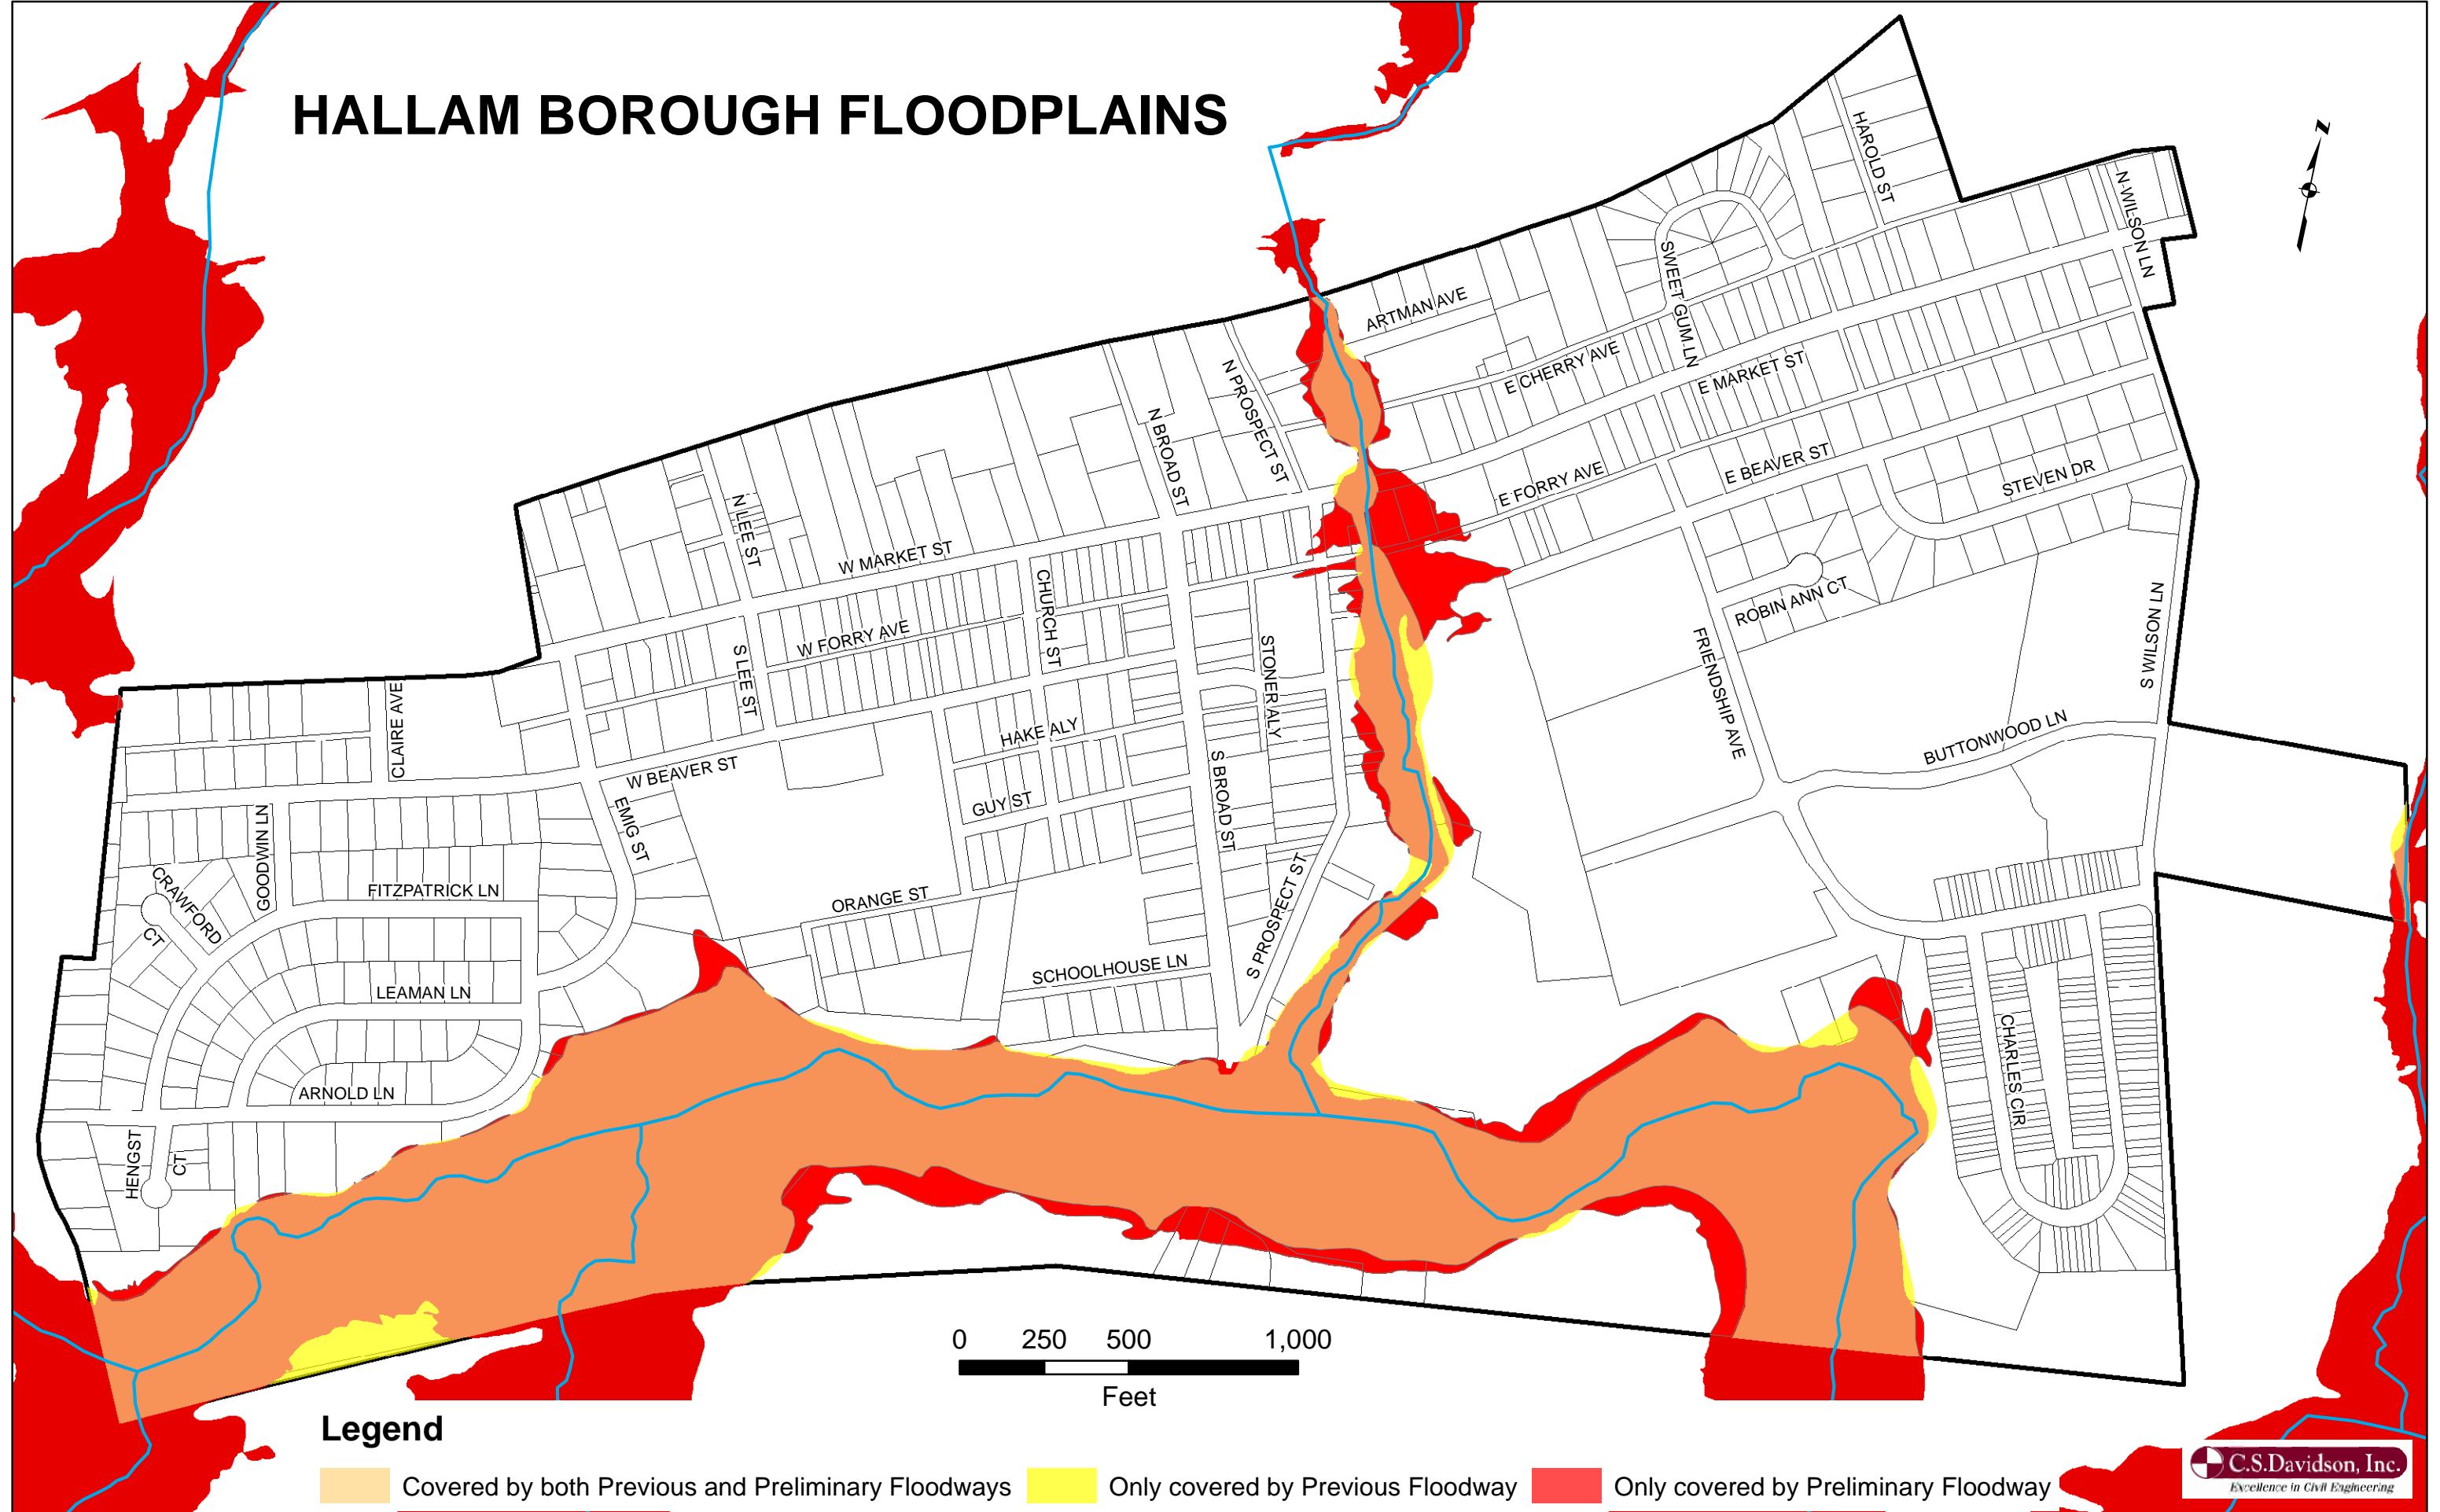 HALLAM BOROUGH FLOODPLAINS
Z
HAROLD ST
N WILSON LN
SWEET GUM LN
ARTMAN AVE
E CHERRY AVE
E MARKET ST
N PROSPECT ST
N BROAD ST
E FORRY AVE
E BEAVER ST
STEVEN DR
N LEE ST
W MARKET ST
CHURCH ST
ROBIN ANN CT
S WILSON LN
W FORRY AVE
S LEE ST
STONER ALY
FRIENDSHIP AVE
CLAIRE AVE
HAKE ALY
BUTTONWOOD LN
W BEAVER ST
S BROAD ST
GUY ST
EMIG ST
GOODWIN LN
CRAWFORD
CT
FITZPATRICK LN
ORANGE ST
S PROSPECT ST
SCHOOLHOUSE LN
LEAMAN LN
CHARLES CIR
ARNOLD LN
HENGST
CT
0 250 500 1,000
Feet
Legend
Covered by both Previous and Preliminary Floodways Only covered by Previous Floodway Only covered by Preliminary Floodway
C.S.Davidson, Inc.
Excellence in Civil Engineering